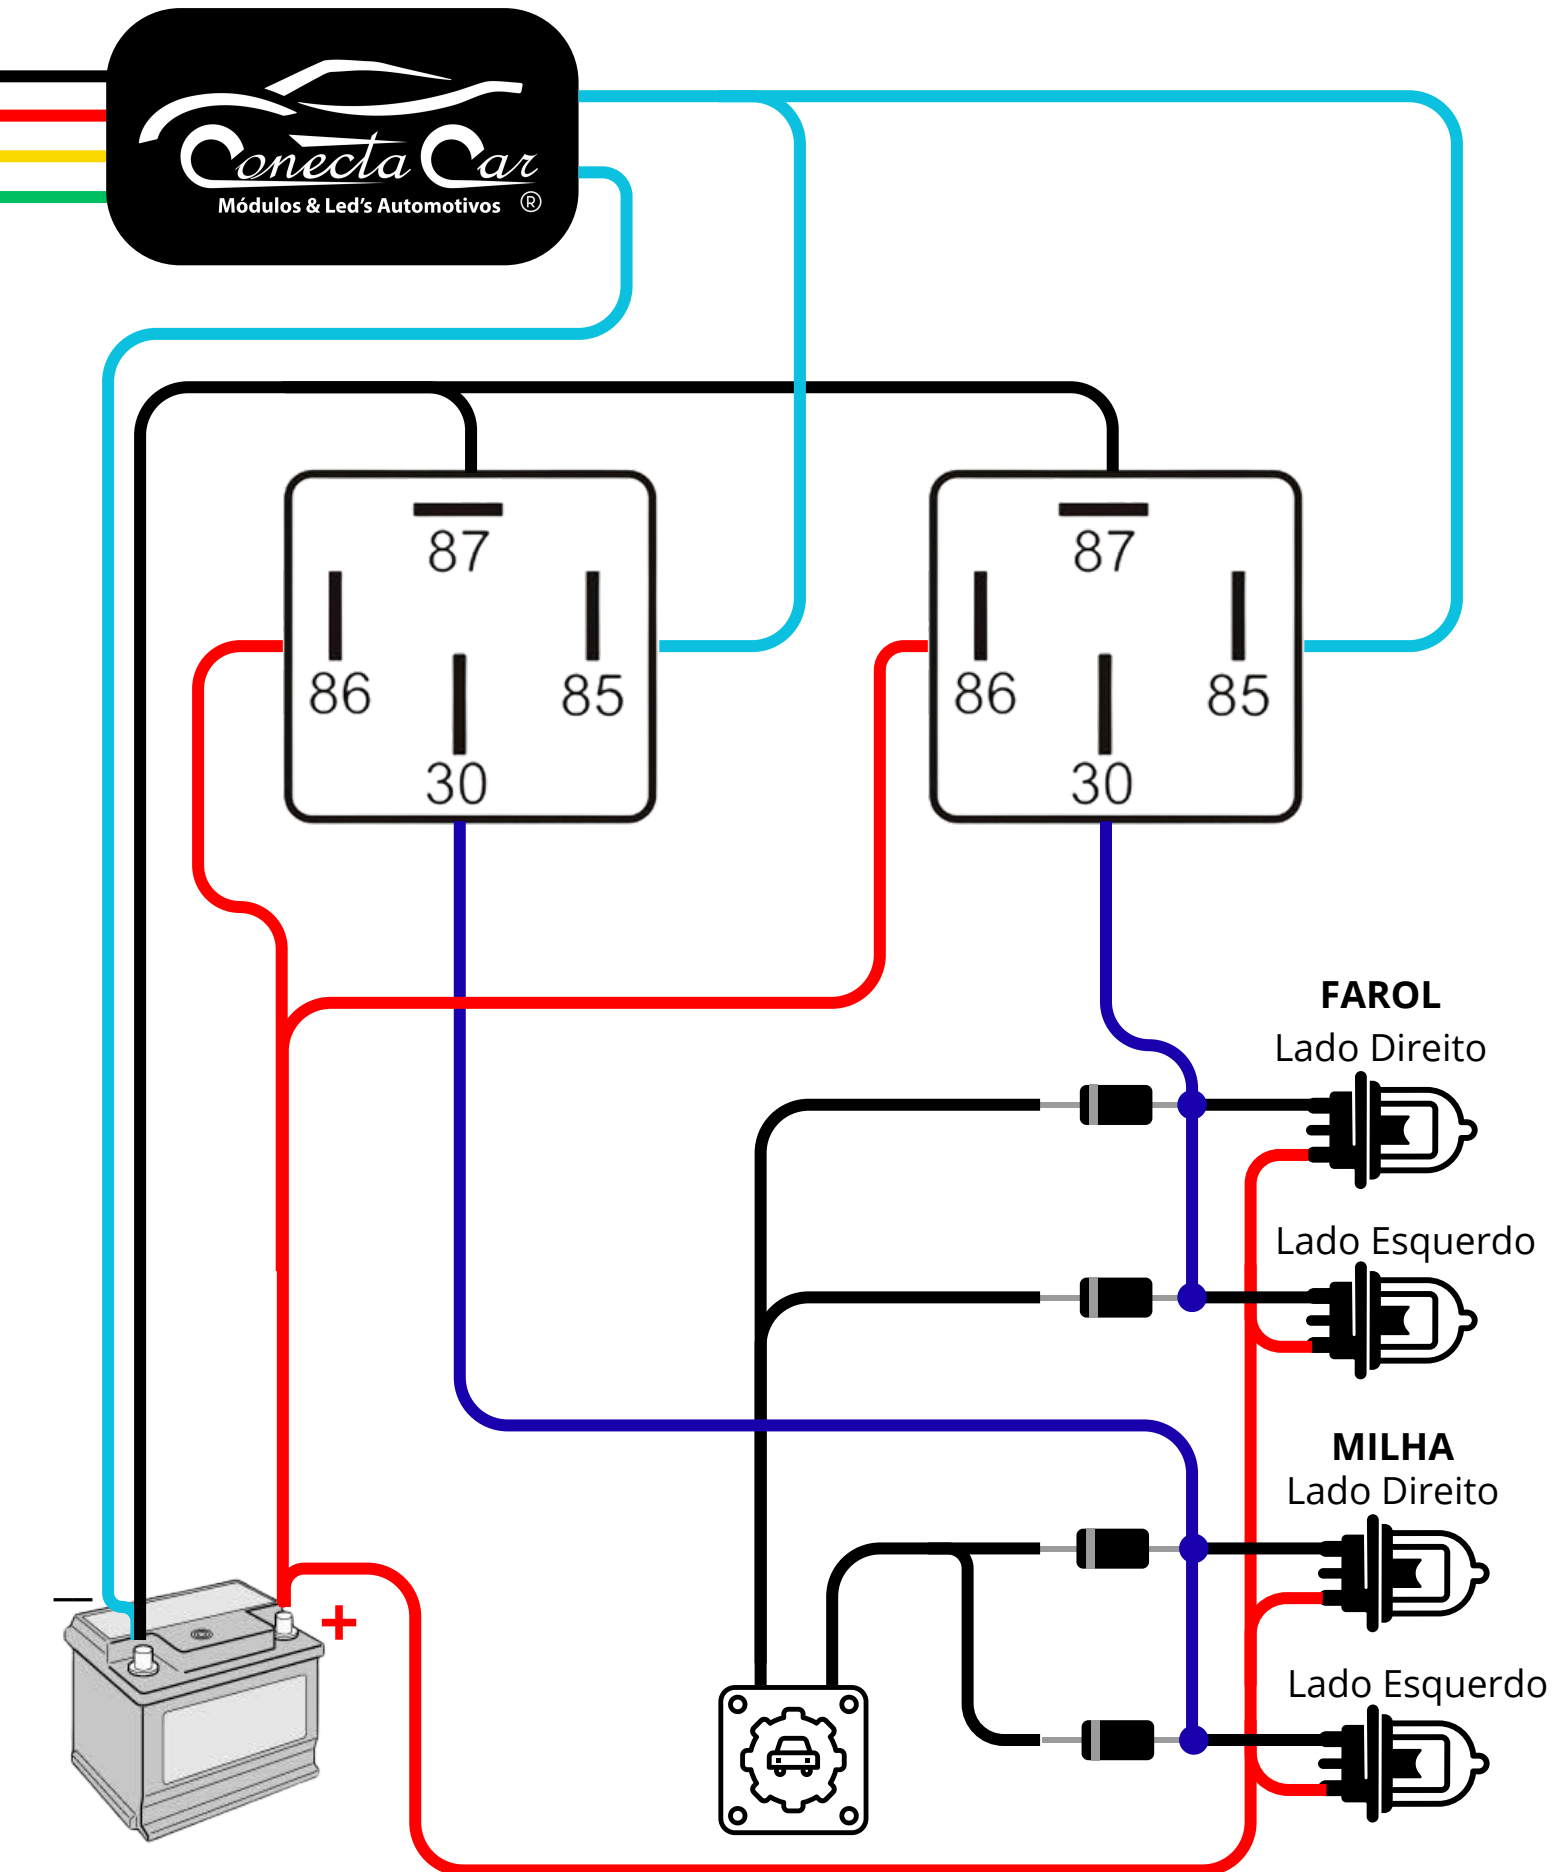 Conecta Car
Módulos & Led's Automotivos ®
87
86
85
30
87
86
85
30
FAROL
Lado Direito
Lado Esquerdo
MILHA
Lado Direito
Lado Esquerdo
−
+